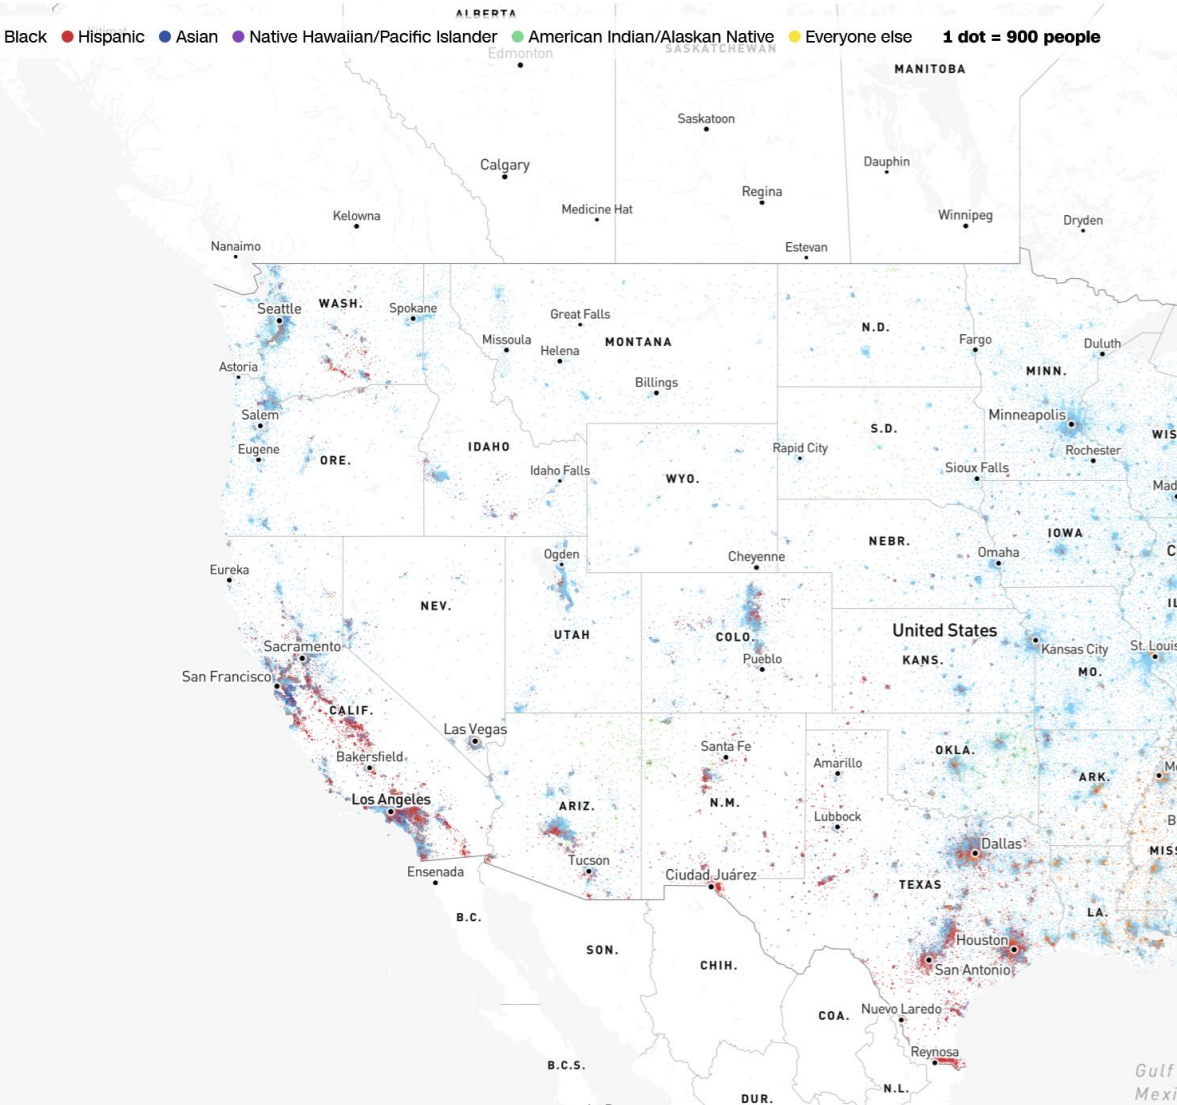 ALBERTA
Black Hispanic Asian Native Hawaiian/Pacific Islander American Indian/Alaskan Native Everyone else 1 dot = 900 people
Edmonton
SASKATCHEWAN
MANITOBA
Saskatoon
Dauphin
Calgary
Regina
Medicine Hat
Kelowna
Winnipeg
Dryden
Nanaimo
Estevan
Seattle
WASH.
Spokane
Great Falls
N.D.
Missoula
Helena
MONTANA
Fargo
Duluth
Astoria
MINN.
Billings
Salem
Minneapolis
S.D.
WIS
Eugene
ORE.
IDAHO
Rapid City
Rochester
Idaho Falls
WYO.
Sioux Falls
Mad
IOWA
NEBR.
Ogden
Cheyenne
Omaha
C
Eureka
NEV.
IL
UTAH
COLO.
United States
Sacramento
Kansas City
St. Louis
Pueblo
KANS.
MO.
San Francisco
CALIF.
Las Vegas
Santa Fe
OKLA.
Bakersfield
Amarillo
Me
ARK.
Los Angeles
ARIZ.
N.M.
Lubbock
B
Dallas
MISS
Tucson
Ensenada
Ciudad Juárez
TEXAS
B.C.
LA.
Houston
SON.
CHIH.
San Antonio
COA.
Nuevo Laredo
Reynosa
B.C.S.
Gulf
N.L.
Mexi
DUR.